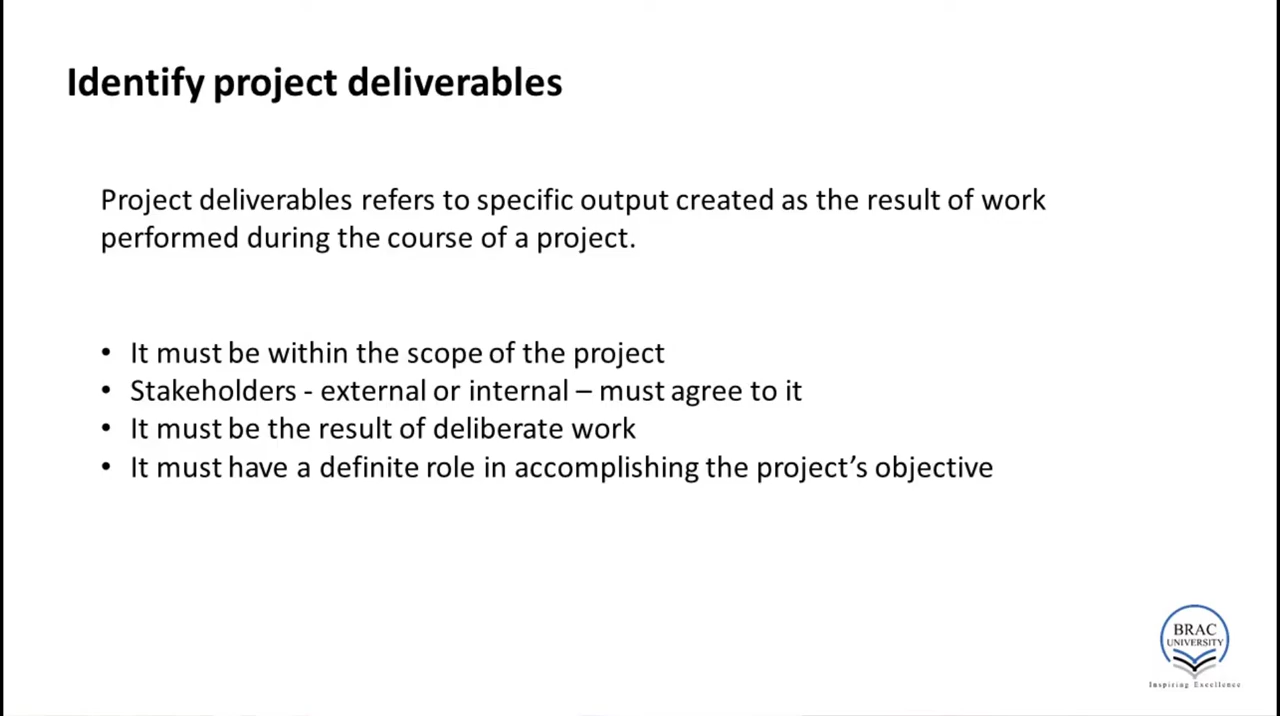 Identify project deliverables
Project deliverables refers to specific output created as the result of work
performed during the course of a project.
• It must be within the scope of the project
• Stakeholders - external or internal – must agree to it
• It must be the result of deliberate work
• It must have a definite role in accomplishing the project’s objective
BRAC
UNIVERSITY
Inspiring Excellence